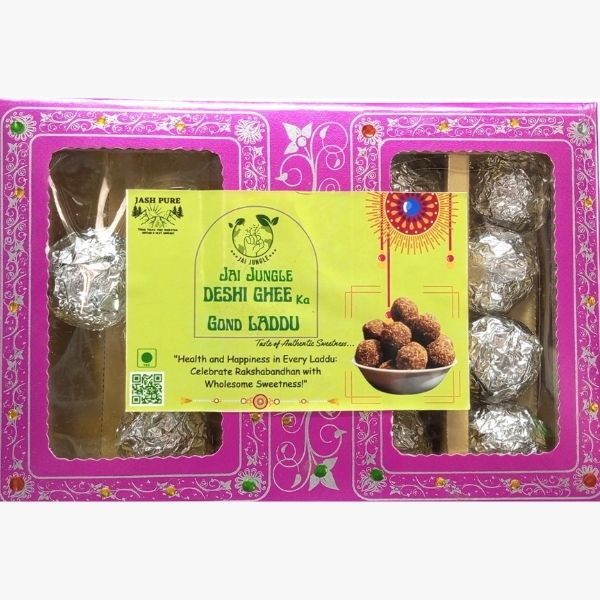 JASH PURE
JAI JUNGLE
JAI JUNGLE
DESHI GHEE Ka
GOND LADDU
Taste of Authentic Sweetness...
"Health and Happiness in Every Laddu:
Celebrate Rakshabandhan with
Wholesome Sweetness!"